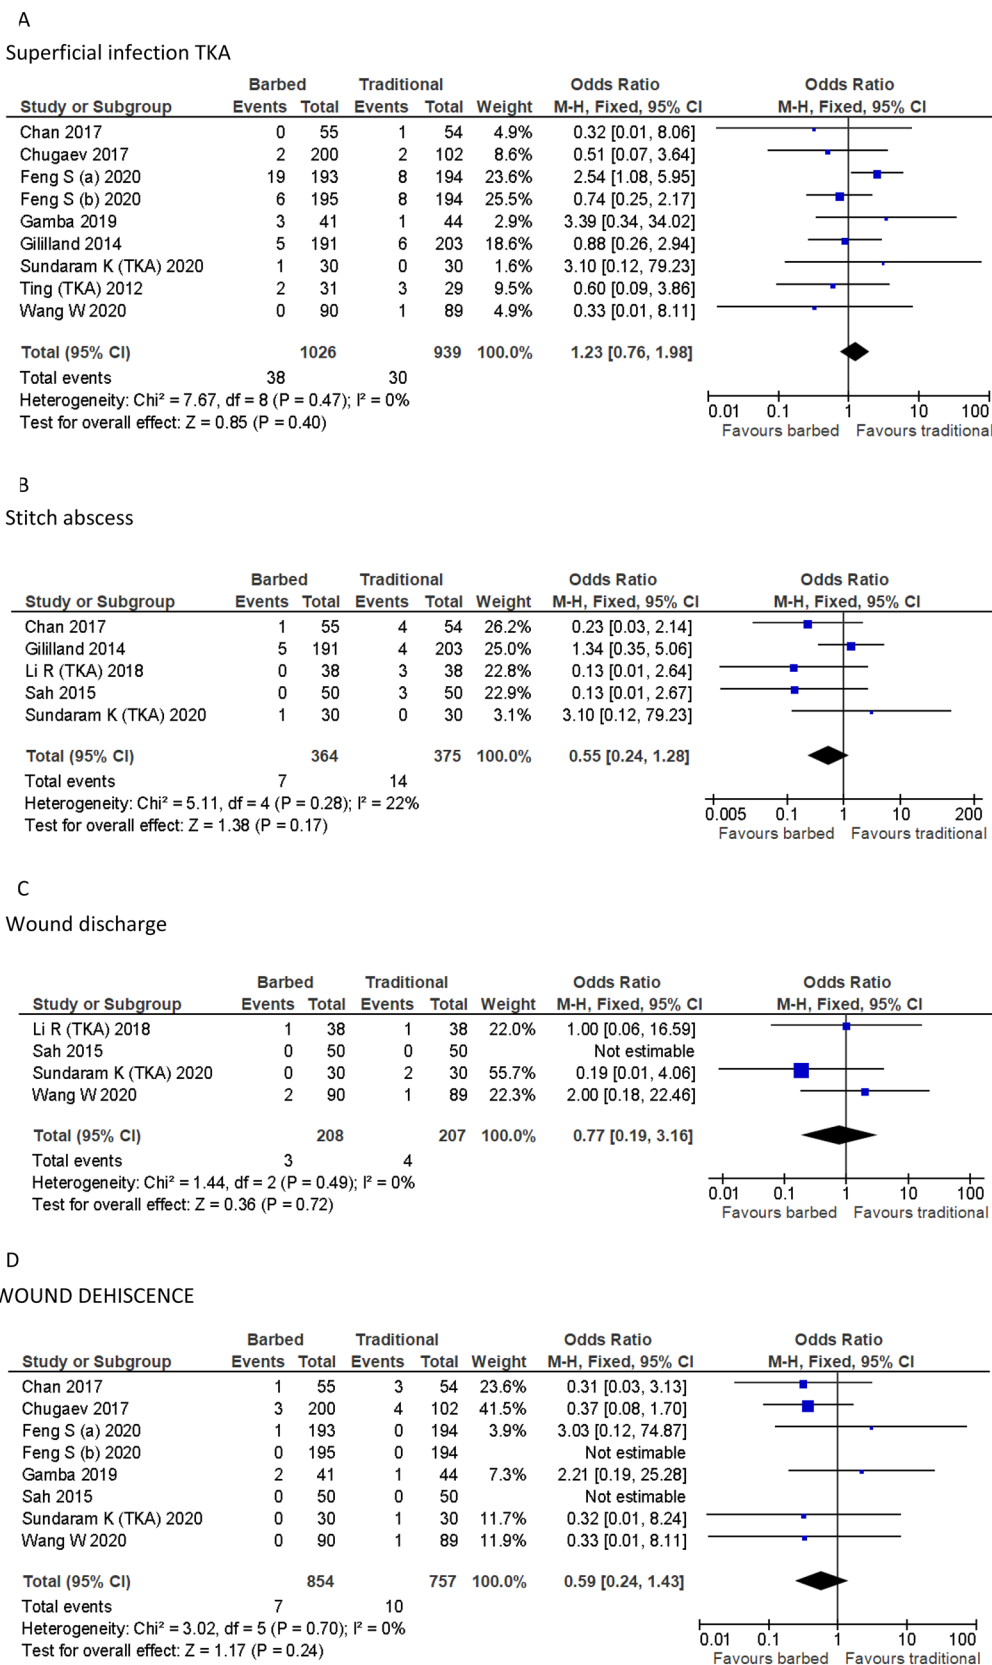 A
Superficial infection TKA
Barbed Traditional Odds Ratio Odds Ratio
Study or Subgroup Events Total Events Total Weight M-H, Fixed, 95% CI M-H, Fixed, 95% CI
Chan 2017 0 55 1 54 4.9% 0.32 [0.01, 8.06]
Chugaev 2017 2 200 2 102 8.6% 0.51 [0.07, 3.64]
Feng S (a) 2020 19 193 8 194 23.6% 2.54 [1.08, 5.95]
Feng S (b) 2020 6 195 8 194 25.5% 0.74 [0.25, 2.17]
Gamba 2019 3 41 1 44 2.9% 3.39 [0.34, 34.02]
Gililland 2014 5 191 6 203 18.6% 0.88 [0.26, 2.94]
Sundaram K (TKA) 2020 1 30 0 30 1.6% 3.10 [0.12, 79.23]
Ting (TKA) 2012 2 31 3 29 9.5% 0.60 [0.09, 3.86]
Wang W 2020 0 90 1 89 4.9% 0.33 [0.01, 8.11]
Total (95% CI) 1026 939 100.0% 1.23 [0.76, 1.98]
Total events 38 30
Heterogeneity: Chi² = 7.67, df = 8 (P = 0.47); I² = 0%
Test for overall effect: Z = 0.85 (P = 0.40)
0.01 0.1 1 10 100
Favours barbed Favours traditional
B
Stitch abscess
Barbed Traditional Odds Ratio Odds Ratio
Study or Subgroup Events Total Events Total Weight M-H, Fixed, 95% CI M-H, Fixed, 95% CI
Chan 2017 1 55 4 54 26.2% 0.23 [0.03, 2.14]
Gililland 2014 5 191 4 203 25.0% 1.34 [0.35, 5.06]
Li R (TKA) 2018 0 38 3 38 22.8% 0.13 [0.01, 2.64]
Sah 2015 0 50 3 50 22.9% 0.13 [0.01, 2.67]
Sundaram K (TKA) 2020 1 30 0 30 3.1% 3.10 [0.12, 79.23]
Total (95% CI) 364 375 100.0% 0.55 [0.24, 1.28]
Total events 7 14
Heterogeneity: Chi² = 5.11, df = 4 (P = 0.28); I² = 22%
Test for overall effect: Z = 1.38 (P = 0.17)
0.005 0.1 1 10 200
Favours barbed Favours traditional
C
Wound discharge
Barbed Traditional Odds Ratio Odds Ratio
Study or Subgroup Events Total Events Total Weight M-H, Fixed, 95% CI M-H, Fixed, 95% CI
Li R (TKA) 2018 1 38 1 38 22.0% 1.00 [0.06, 16.59]
Sah 2015 0 50 0 50 Not estimable
Sundaram K (TKA) 2020 0 30 2 30 55.7% 0.19 [0.01, 4.06]
Wang W 2020 2 90 1 89 22.3% 2.00 [0.18, 22.46]
Total (95% CI) 208 207 100.0% 0.77 [0.19, 3.16]
Total events 3 4
Heterogeneity: Chi² = 1.44, df = 2 (P = 0.49); I² = 0%
Test for overall effect: Z = 0.36 (P = 0.72)
0.01 0.1 1 10 100
Favours barbed Favours traditional
D
WOUND DEHISCENCE
Barbed Traditional Odds Ratio Odds Ratio
Study or Subgroup Events Total Events Total Weight M-H, Fixed, 95% CI M-H, Fixed, 95% CI
Chan 2017 1 55 3 54 23.6% 0.31 [0.03, 3.13]
Chugaev 2017 3 200 4 102 41.5% 0.37 [0.08, 1.70]
Feng S (a) 2020 1 193 0 194 3.9% 3.03 [0.12, 74.87]
Feng S (b) 2020 0 195 0 194 Not estimable
Gamba 2019 2 41 1 44 7.3% 2.21 [0.19, 25.28]
Sah 2015 0 50 0 50 Not estimable
Sundaram K (TKA) 2020 0 30 1 30 11.7% 0.32 [0.01, 8.24]
Wang W 2020 0 90 1 89 11.9% 0.33 [0.01, 8.11]
Total (95% CI) 854 757 100.0% 0.59 [0.24, 1.43]
Total events 7 10
Heterogeneity: Chi² = 3.02, df = 5 (P = 0.70); I² = 0%
Test for overall effect: Z = 1.17 (P = 0.24)
0.01 0.1 1 10 100
Favours barbed Favours traditional